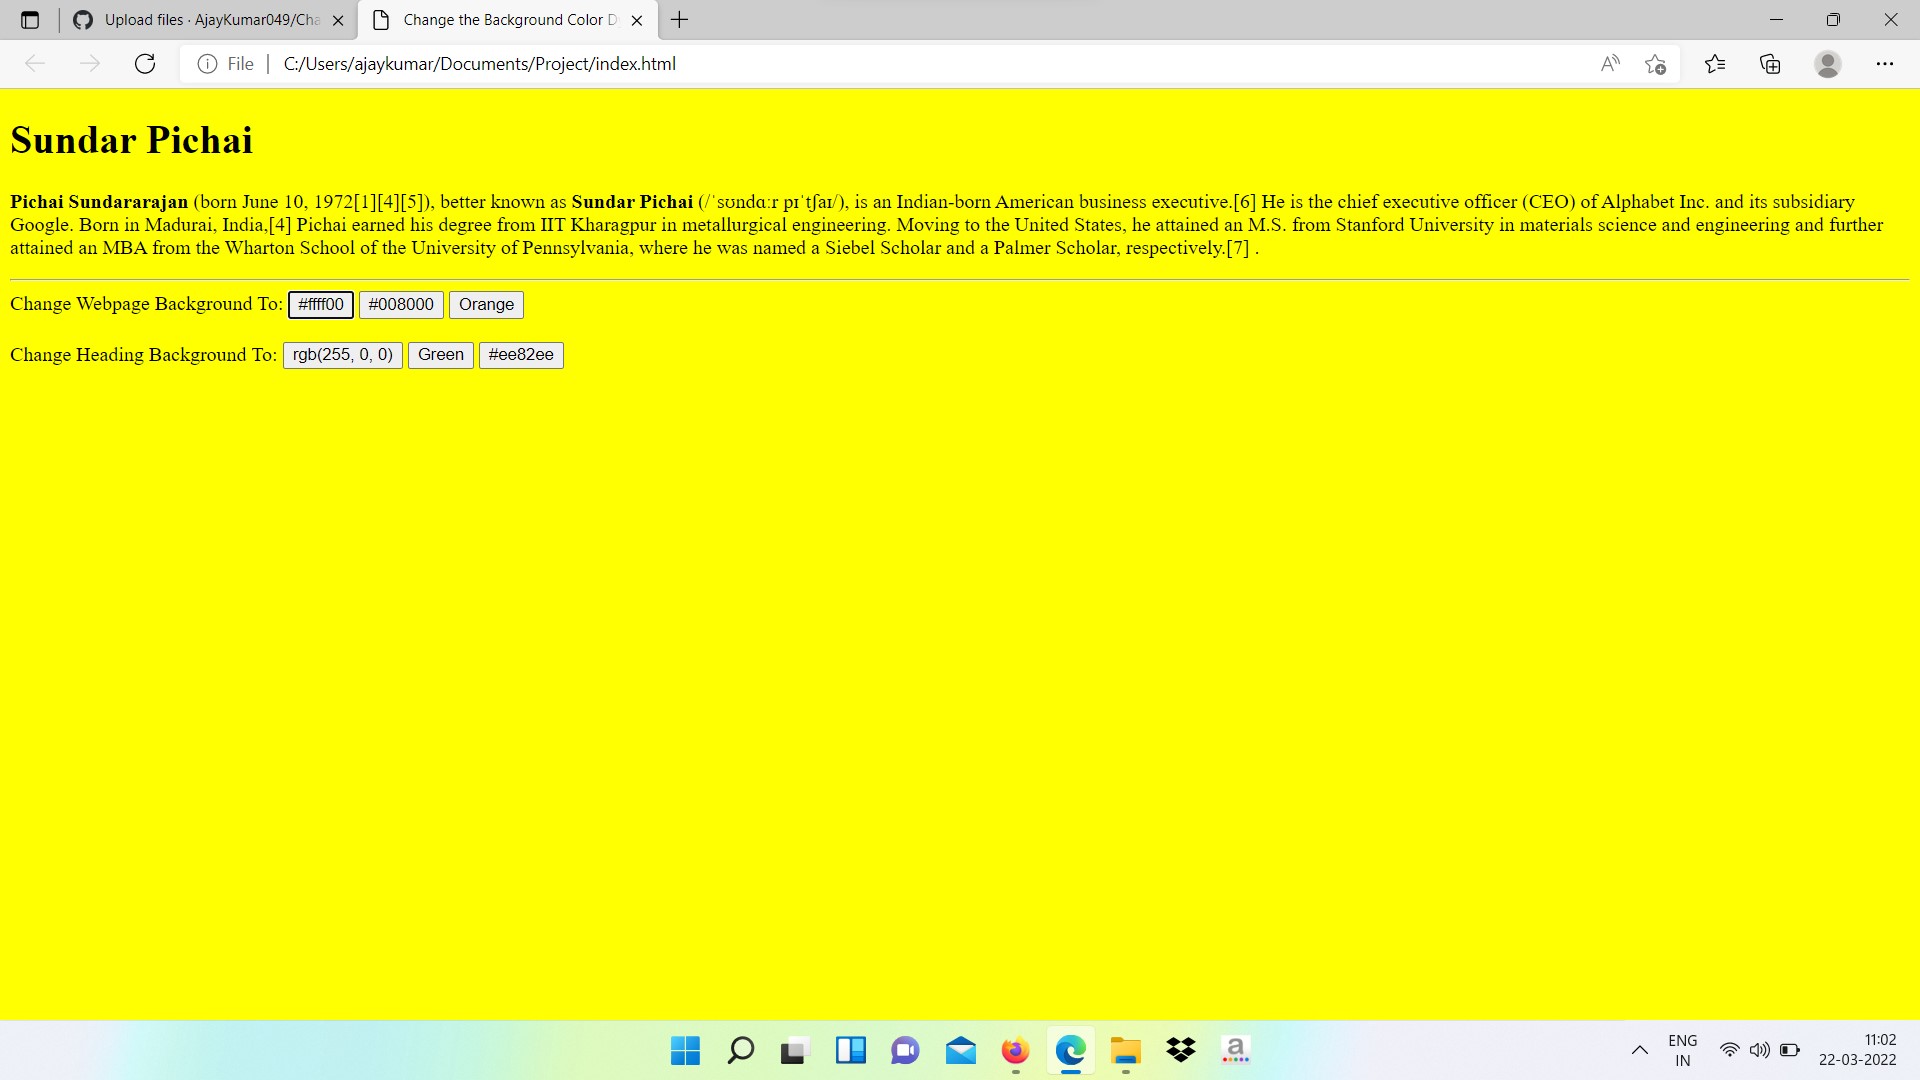 Upload files · AjayKumar049/Cha
Change the Background Color D
File
C:/Users/ajaykumar/Documents/Project/index.html
Sundar Pichai
Pichai Sundararajan (born June 10, 1972[1][4][5]), better known as Sundar Pichai (/ˈsʊndɑːr pɪˈtʃaɪ/), is an Indian-born American business executive.[6] He is the chief executive officer (CEO) of Alphabet Inc. and its subsidiary
Google. Born in Madurai, India,[4] Pichai earned his degree from IIT Kharagpur in metallurgical engineering. Moving to the United States, he attained an M.S. from Stanford University in materials science and engineering and further
attained an MBA from the Wharton School of the University of Pennsylvania, where he was named a Siebel Scholar and a Palmer Scholar, respectively.[7] .
Change Webpage Background To: #ffff00 #008000 Orange
Change Heading Background To: rgb(255, 0, 0) Green #ee82ee
a
ENG
IN
11:02
22-03-2022